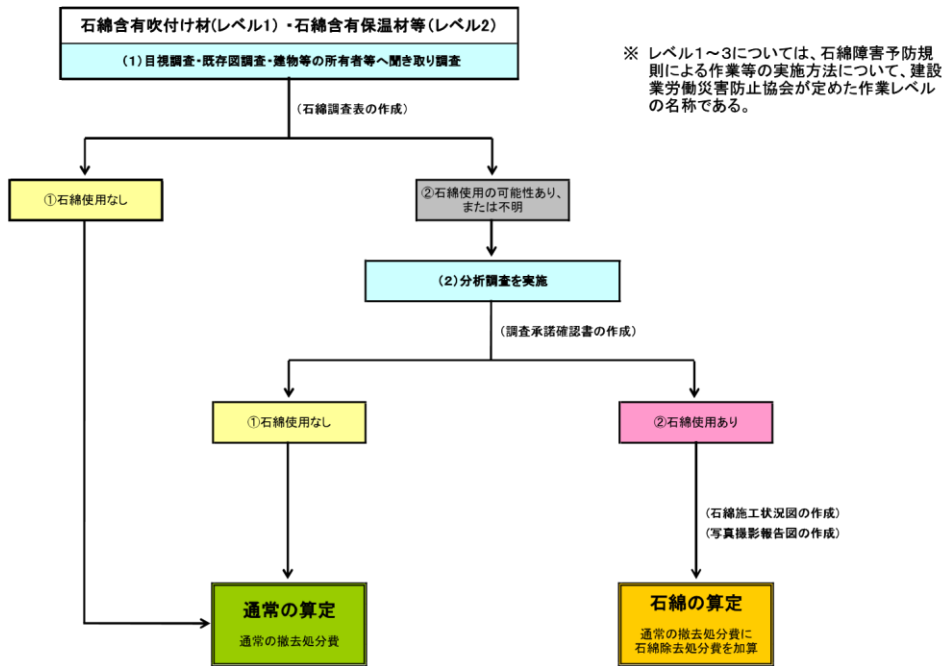 石綿含有吹付け材(レベル1)・石綿含有保温材等(レベル2)
(1)目視調査・既存図調査・建物等の所有者等へ聞き取り調査
※ レベル1～3については、石綿障害予防規
則による作業等の実施方法について、建設
業労働災害防止協会が定めた作業レベル
の名称である。
(石綿調査表の作成)
①石綿使用なし
②石綿使用の可能性あり、
または不明
(2)分析調査を実施
(調査承諾確認書の作成)
①石綿使用なし
②石綿使用あり
(石綿施工状況図の作成)
(写真撮影報告図の作成)
通常の算定
通常の撤去処分費
石綿の算定
通常の撤去処分費に
石綿除去処分費を加算